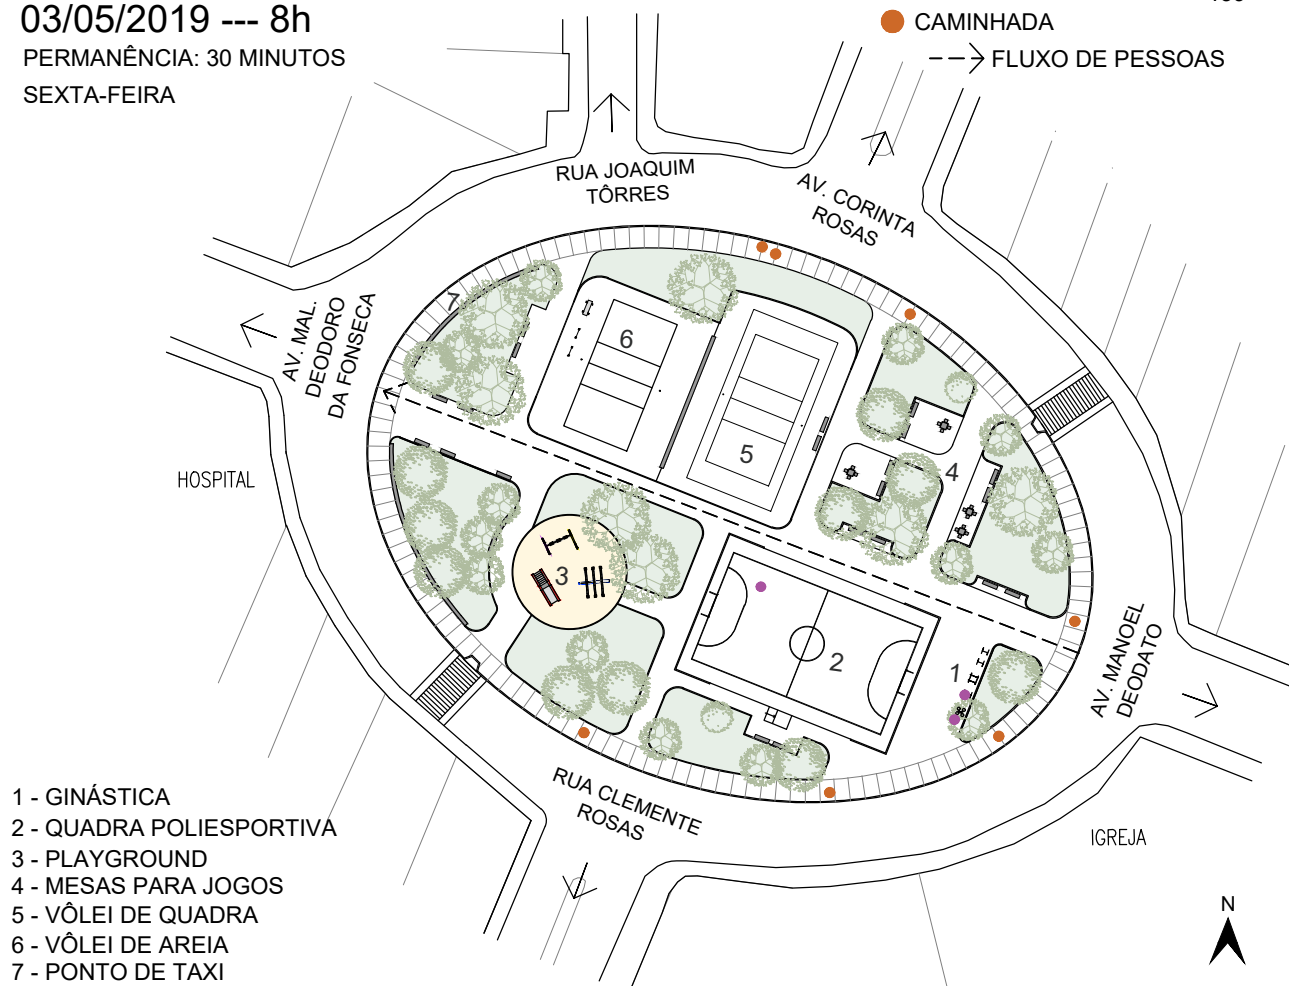 03/05/2019 --- 8h
PERMANÊNCIA: 30 MINUTOS
SEXTA-FEIRA
CAMINHADA
FLUXO DE PESSOAS
RUA JOAQUIM
TÔRRES
AV. CORINTA
ROSAS
AV. MAL.
DEODORO
DA FONSECA
7
6
5
4
HOSPITAL
3
2
1
AV. MANOEL
DEODATO
RUA CLEMENTE
ROSAS
IGREJA
1 - GINÁSTICA
2 - QUADRA POLIESPORTIVA
3 - PLAYGROUND
4 - MESAS PARA JOGOS
5 - VÔLEI DE QUADRA
6 - VÔLEI DE AREIA
7 - PONTO DE TAXI
N